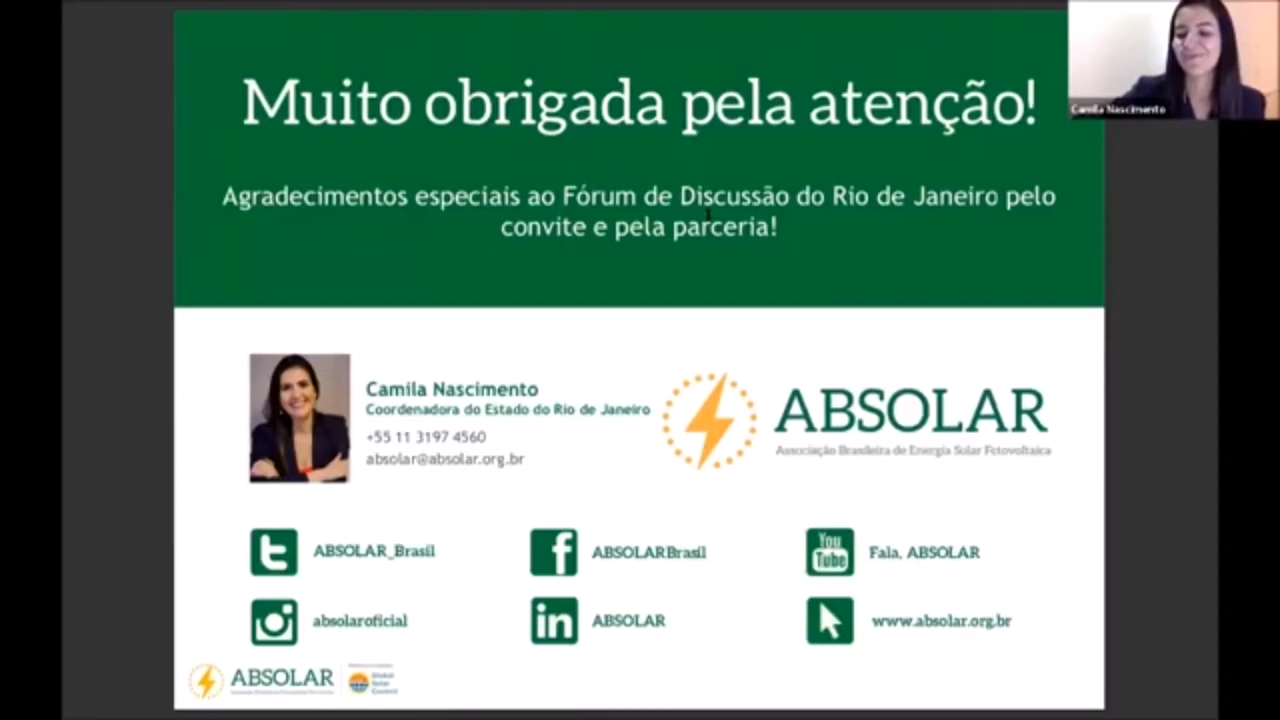 Muito obrigada pela atenção!
Camila Nascimento
Agradecimentos especiais ao Fórum de Discussão do Rio de Janeiro pelo
convite e pela parceria!
Camila Nascimento
Coordenadora do Estado do Rio de Janeiro
+55 11 3197 4560
absolar@absolar.org.br
ABSOLAR
Associação Brasileira de Energia Solar Fotovoltaica
ABSOLAR_Brasil
ABSOLARBrasil
You
Tube
Fala, ABSOLAR
absolaroficial
in
ABSOLAR
www.absolar.org.br
ABSOLAR
Global
Solar
Council